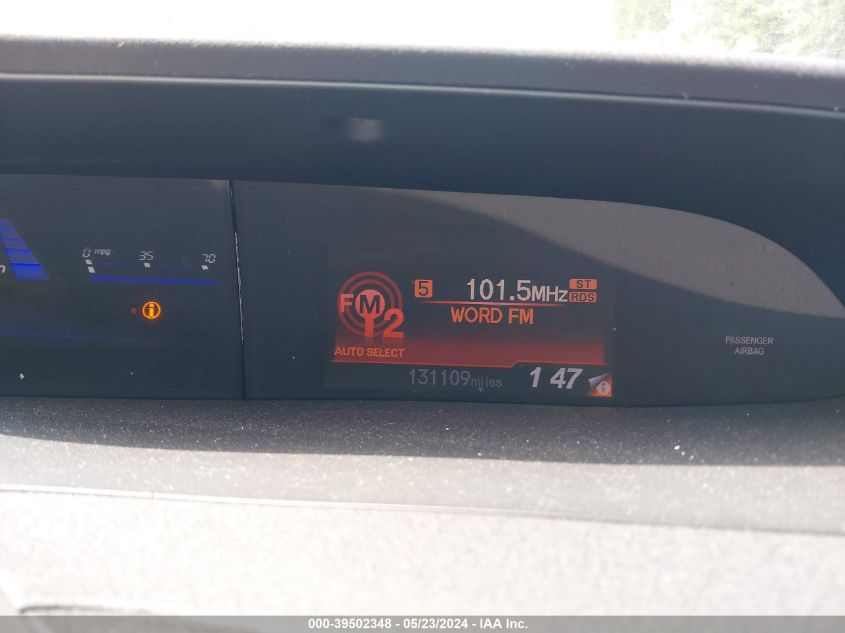 0 mpg 35 70
5 101.5MHz ST
RDS
FM 2
WORD FM
AUTO SELECT
131109miles 1 47
PASSENGER
AIRBAG
000-39502348 - 05/23/2024 - IAA Inc.